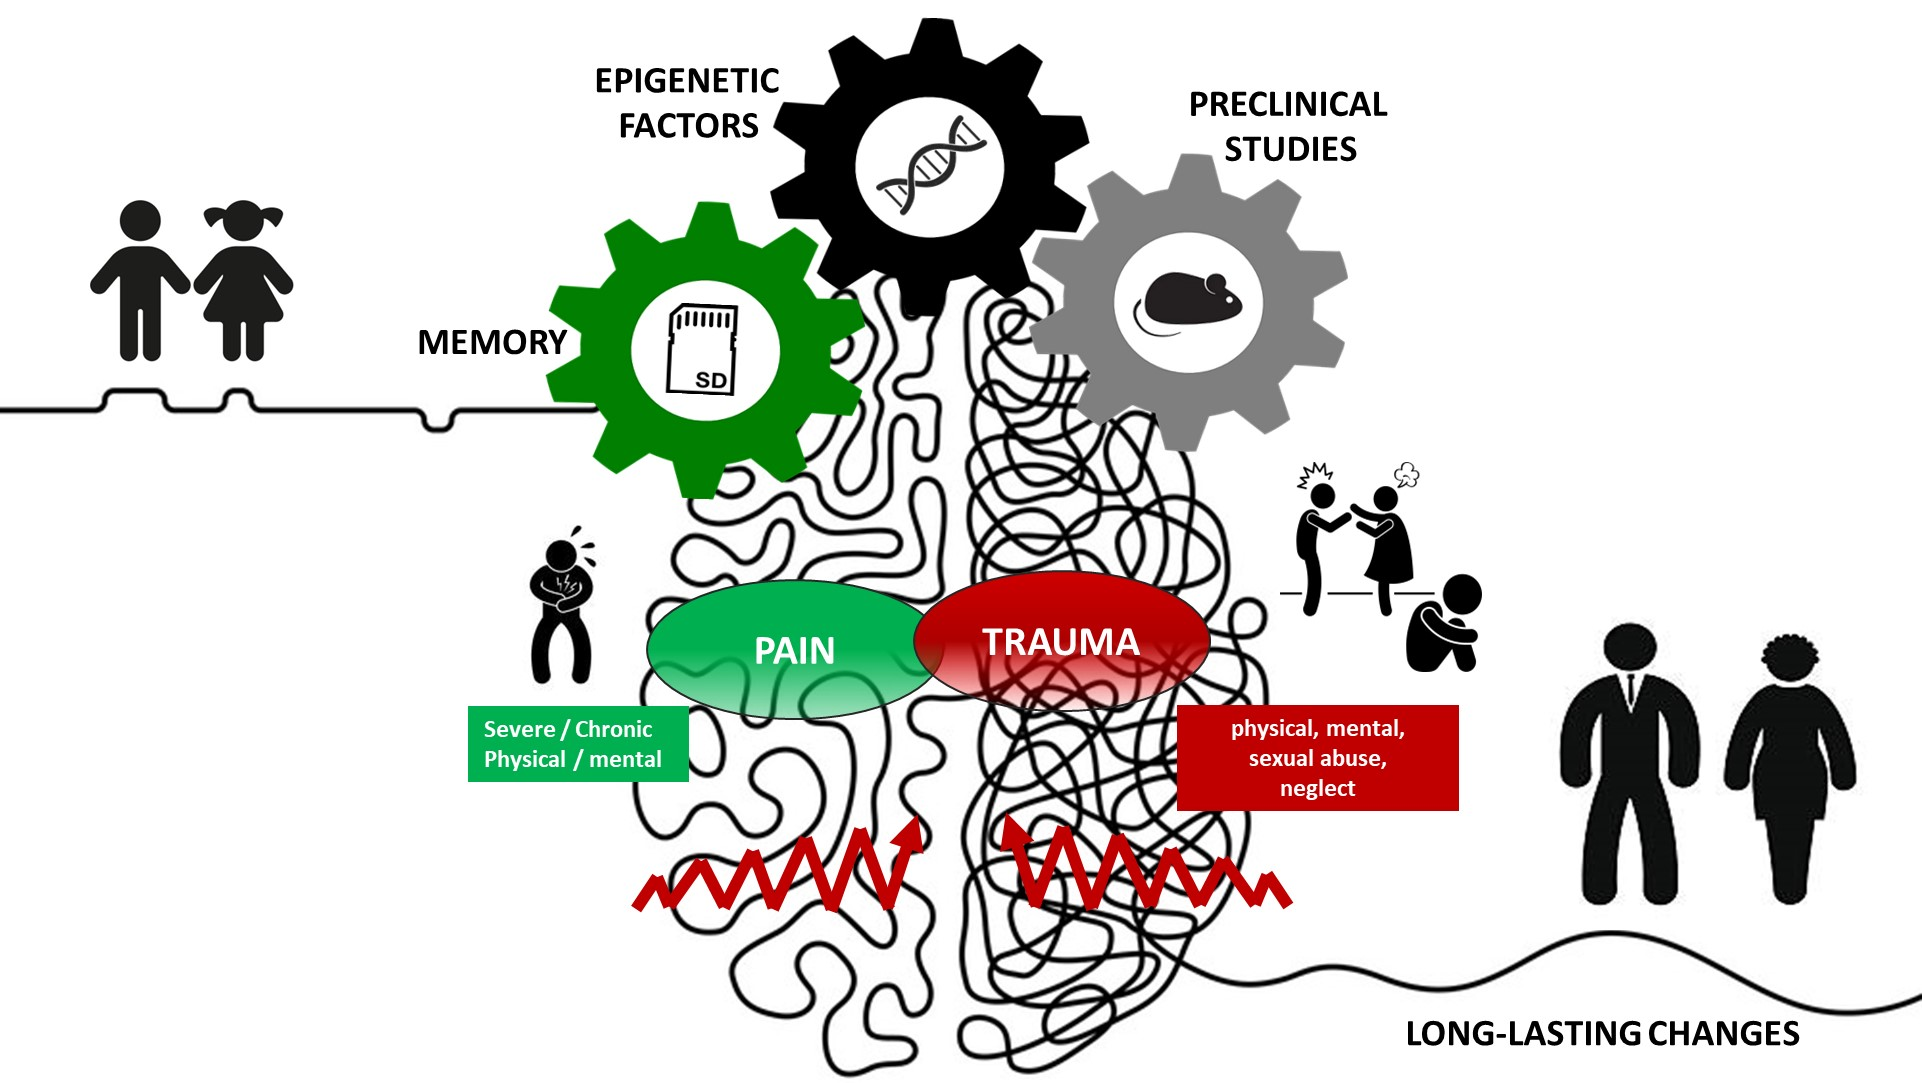 EPIGENETIC
FACTORS
PRECLINICAL
STUDIES
MEMORY
SD
PAIN
TRAUMA
Severe / Chronic
Physical / mental
physical, mental,
sexual abuse,
neglect
LONG-LASTING CHANGES